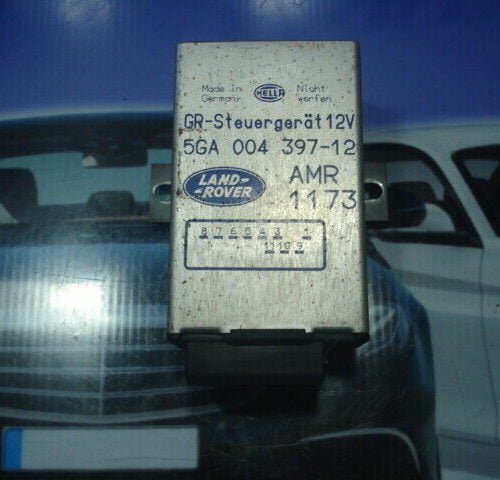 Made in
Germany
HELLA
Nicht
werfen
GR-Steuergerät 12V
5GA 004 397-12
LAND-
-ROVER
AMR
1173
8 7 6 5 4 3 1
11 10 9